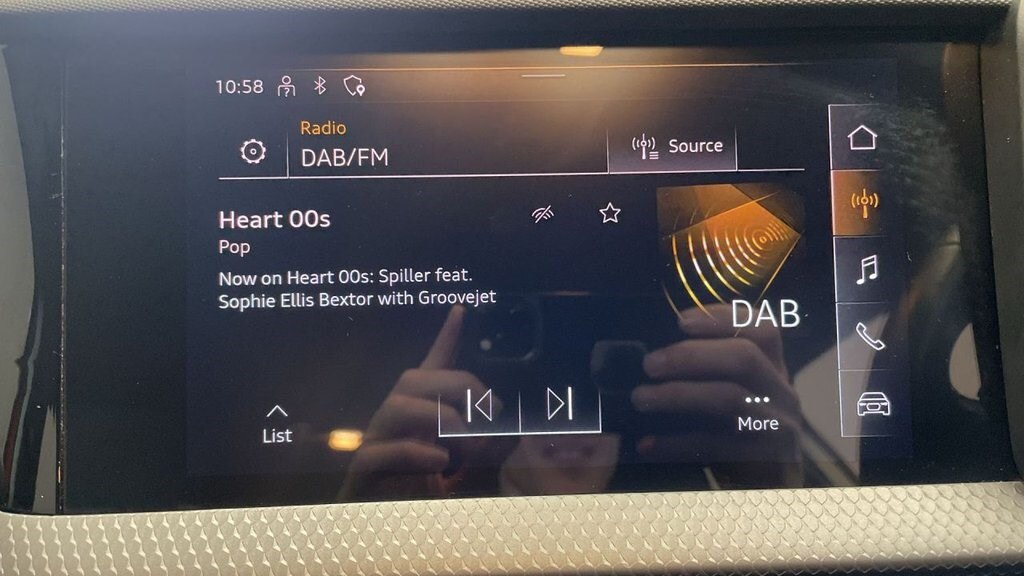 10:58
Radio
DAB/FM
Source
Heart 00s
Pop
Now on Heart 00s: Spiller feat.
Sophie Ellis Bextor with Groovejet
DAB
List
More